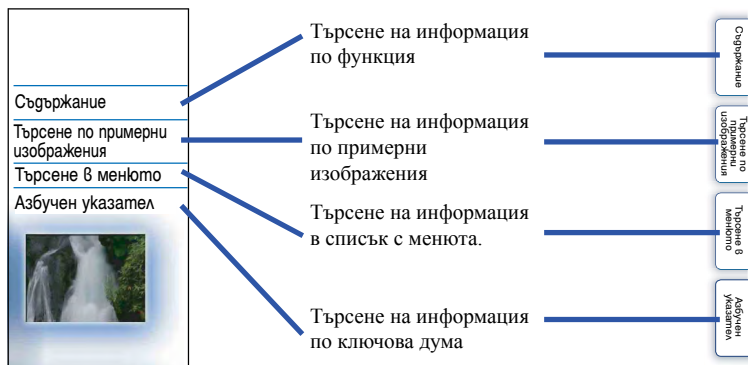 Съдържание
Търсене по примерни
изображения
Търсене в менюто
Азбучен указател
Търсене на информация
по функция
Търсене на информация
по примерни
изображения
Търсене на информация
в списък с менюта.
Търсене на информация
по ключова дума
Съдържание
Търсене по
примерни
изображения
Търсене в
менюто
Азбучен
указател